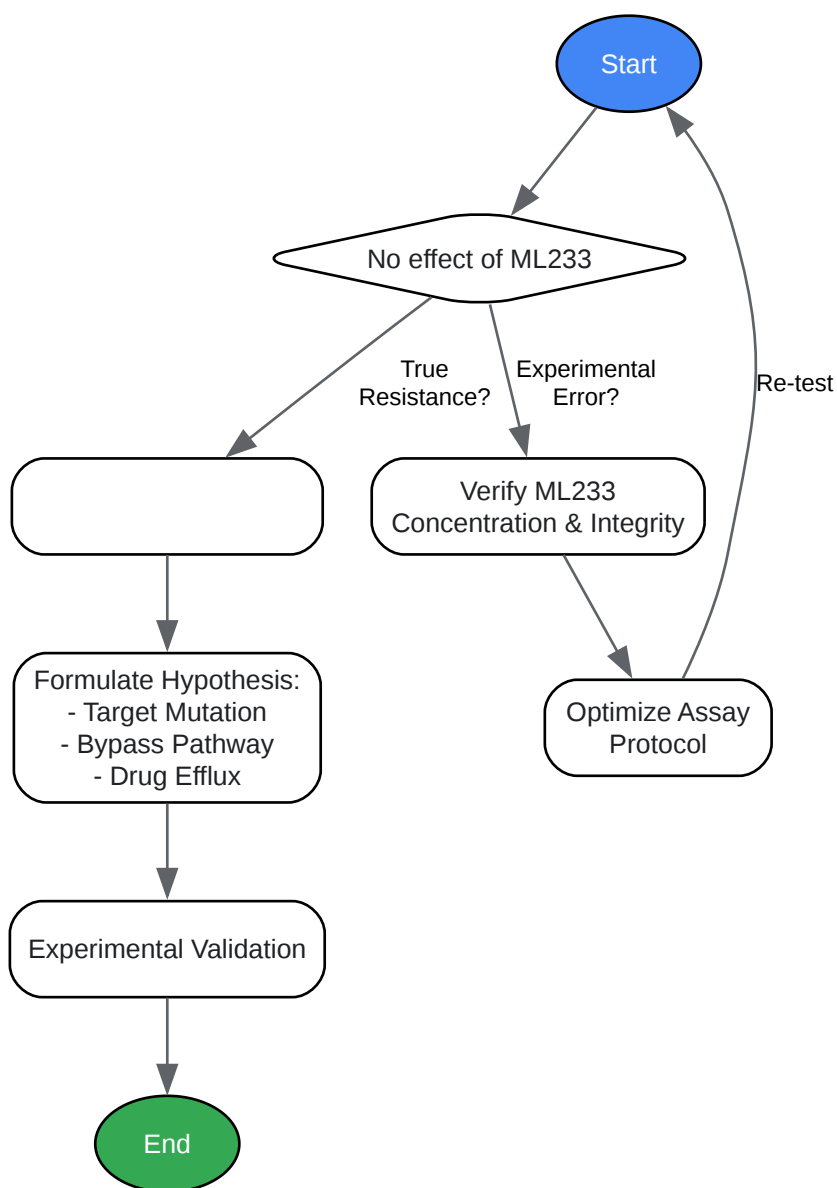 Start
No effect of ML233
True
Resistance?
Experimental
Error?
Re-test
Verify ML233
Concentration & Integrity
Formulate Hypothesis:
- Target Mutation
- Bypass Pathway
- Drug Efflux
Optimize Assay
Protocol
Experimental Validation
End